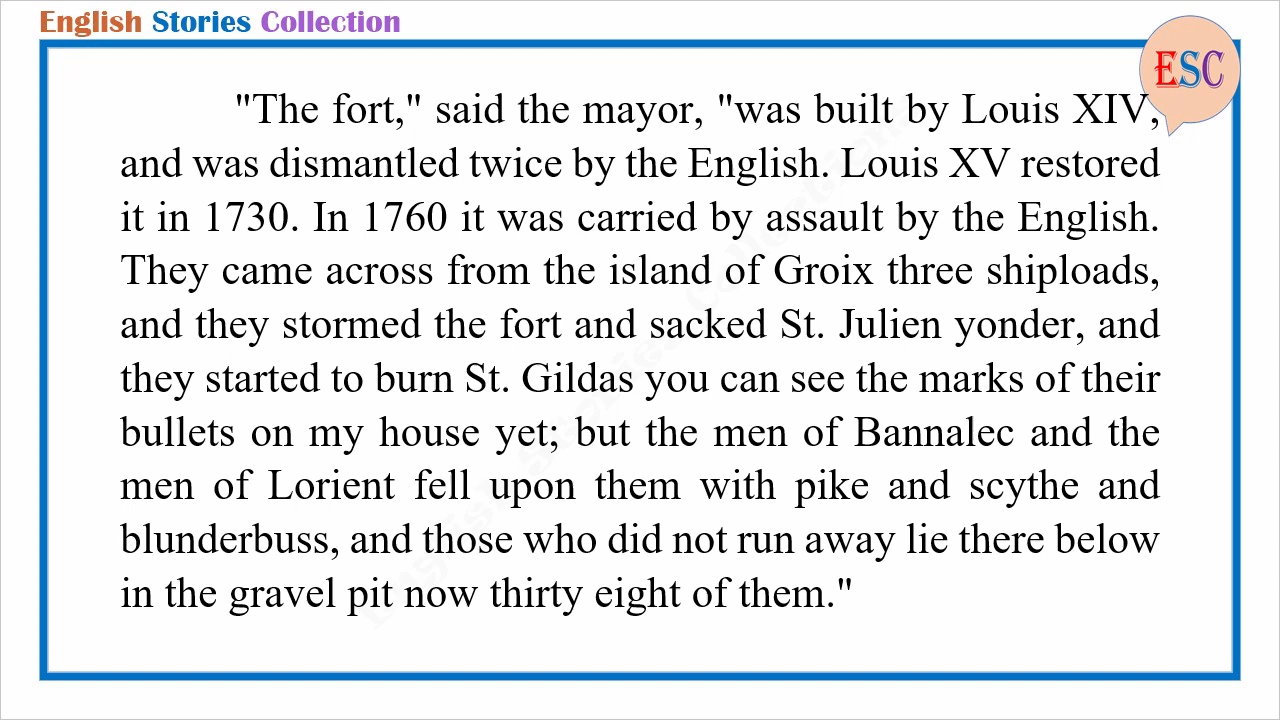 English Stories Collection
ESC
"The fort," said the mayor, "was built by Louis XIV,
and was dismantled twice by the English. Louis XV restored
it in 1730. In 1760 it was carried by assault by the English.
They came across from the island of Groix three shiploads,
and they stormed the fort and sacked St. Julien yonder, and
they started to burn St. Gildas you can see the marks of their
bullets on my house yet; but the men of Bannalec and the
men of Lorient fell upon them with pike and scythe and
blunderbuss, and those who did not run away lie there below
in the gravel pit now thirty eight of them."
English Stories Collections